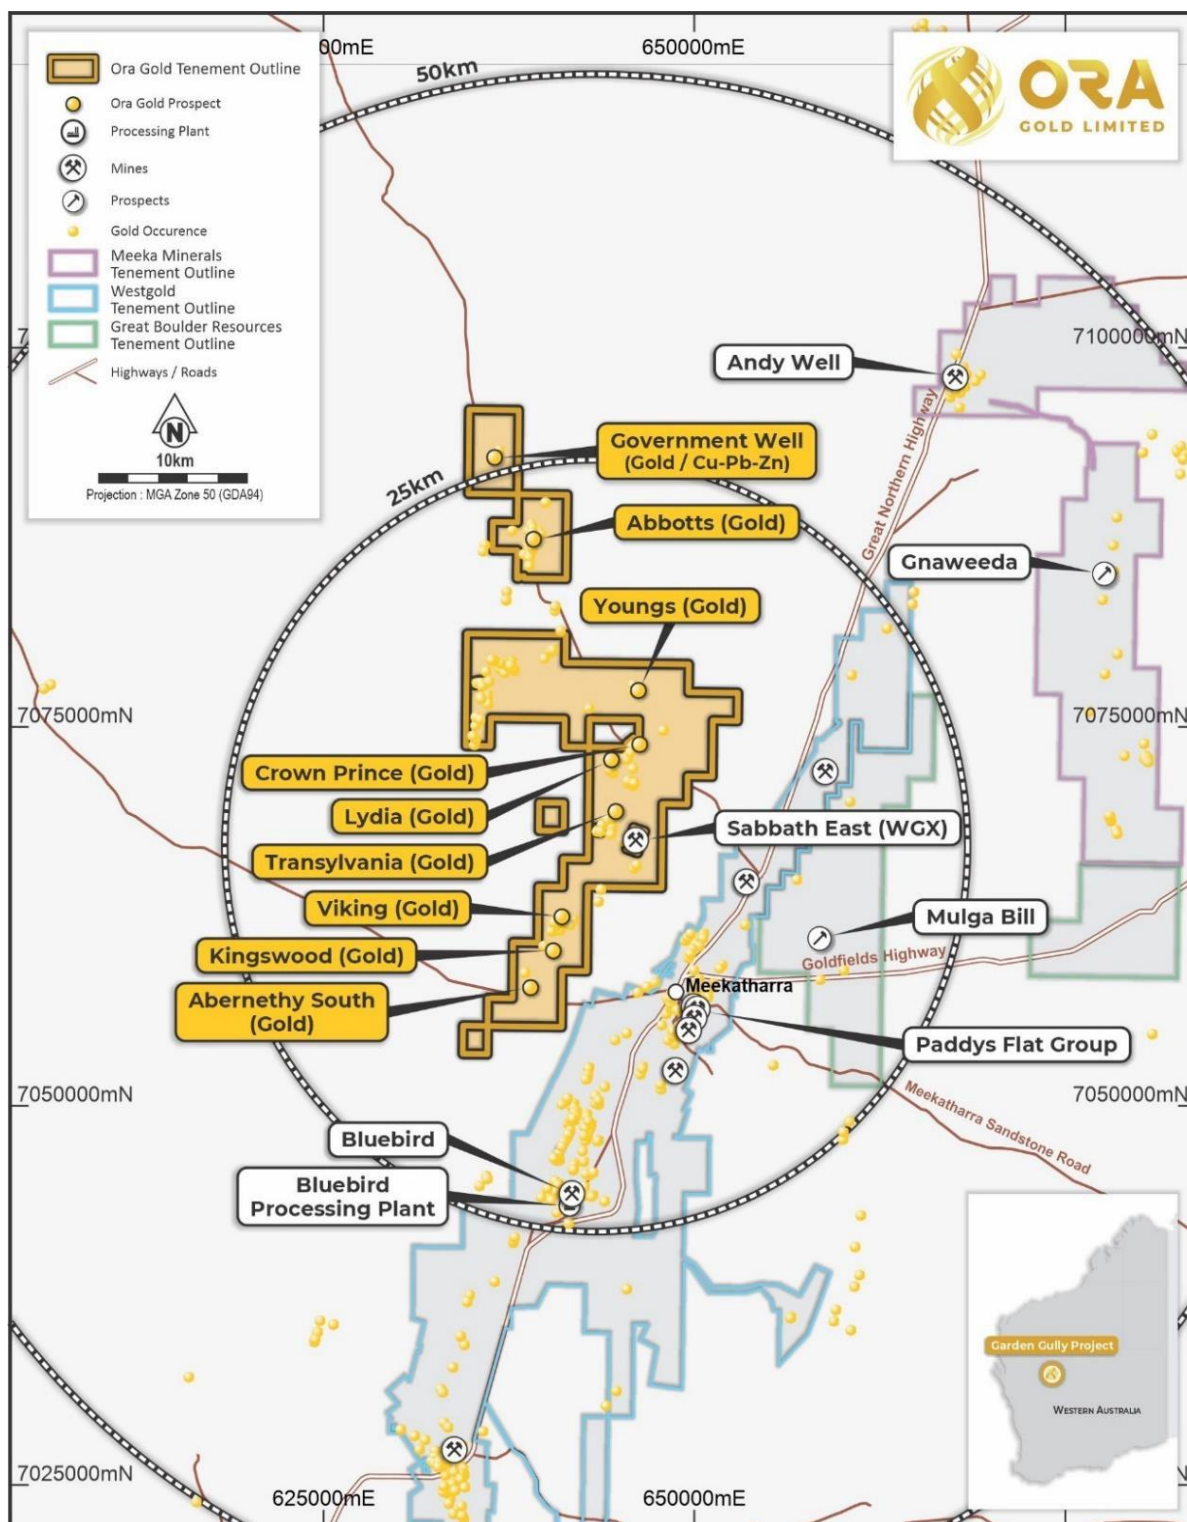 00mE
650000mE
50km
Ora Gold Tenement Outline
Ora Gold Prospect
Processing Plant
Mines
Prospects
Gold Occurence
Meeka Minerals
Tenement Outline
Westgold
Tenement Outline
Great Boulder Resources
Tenement Outline
Highways / Roads
N
10km
Projection : MGA Zone 50 (GDA94)
ORA
GOLD LIMITED
7
7100000mN
Andy Well
Great Northern Highway
Government Well
(Gold / Cu-Pb-Zn)
25km
Abbotts (Gold)
Gnaweeda
Youngs (Gold)
7075000mN
7075000mN
Crown Prince (Gold)
Lydia (Gold)
Sabbath East (WGX)
Transylvania (Gold)
Viking (Gold)
Mulga Bill
Kingswood (Gold)
Goldfields Highway
Meekatharra
Abernethy South
(Gold)
Paddys Flat Group
7050000mN
7050000mN
Meekatharra Sandstone Road
Bluebird
Bluebird
Processing Plant
Garden Gully Project
Western Australia
7025000mN
625000mE
650000mE